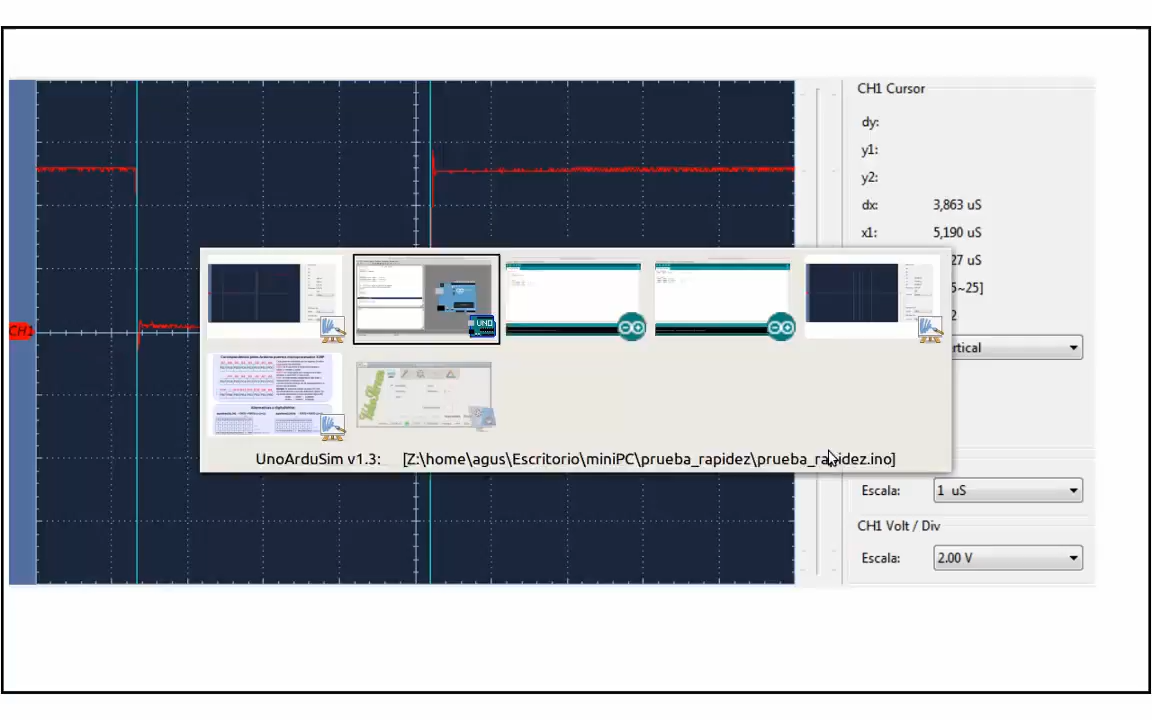 CH1 Cursor
dy:
y1:
y2:
dx: 3,863 uS
x1: 5,190 uS
27 uS
5~25]
2
rtical
CH1
UNO
UnoArduSim v1.3: [Z:\home\agus\Escritorio\miniPC\prueba_rapidez\prueba_rapidez.ino]
Escala: 1 uS
CH1 Volt / Div
Escala: 2.00 V